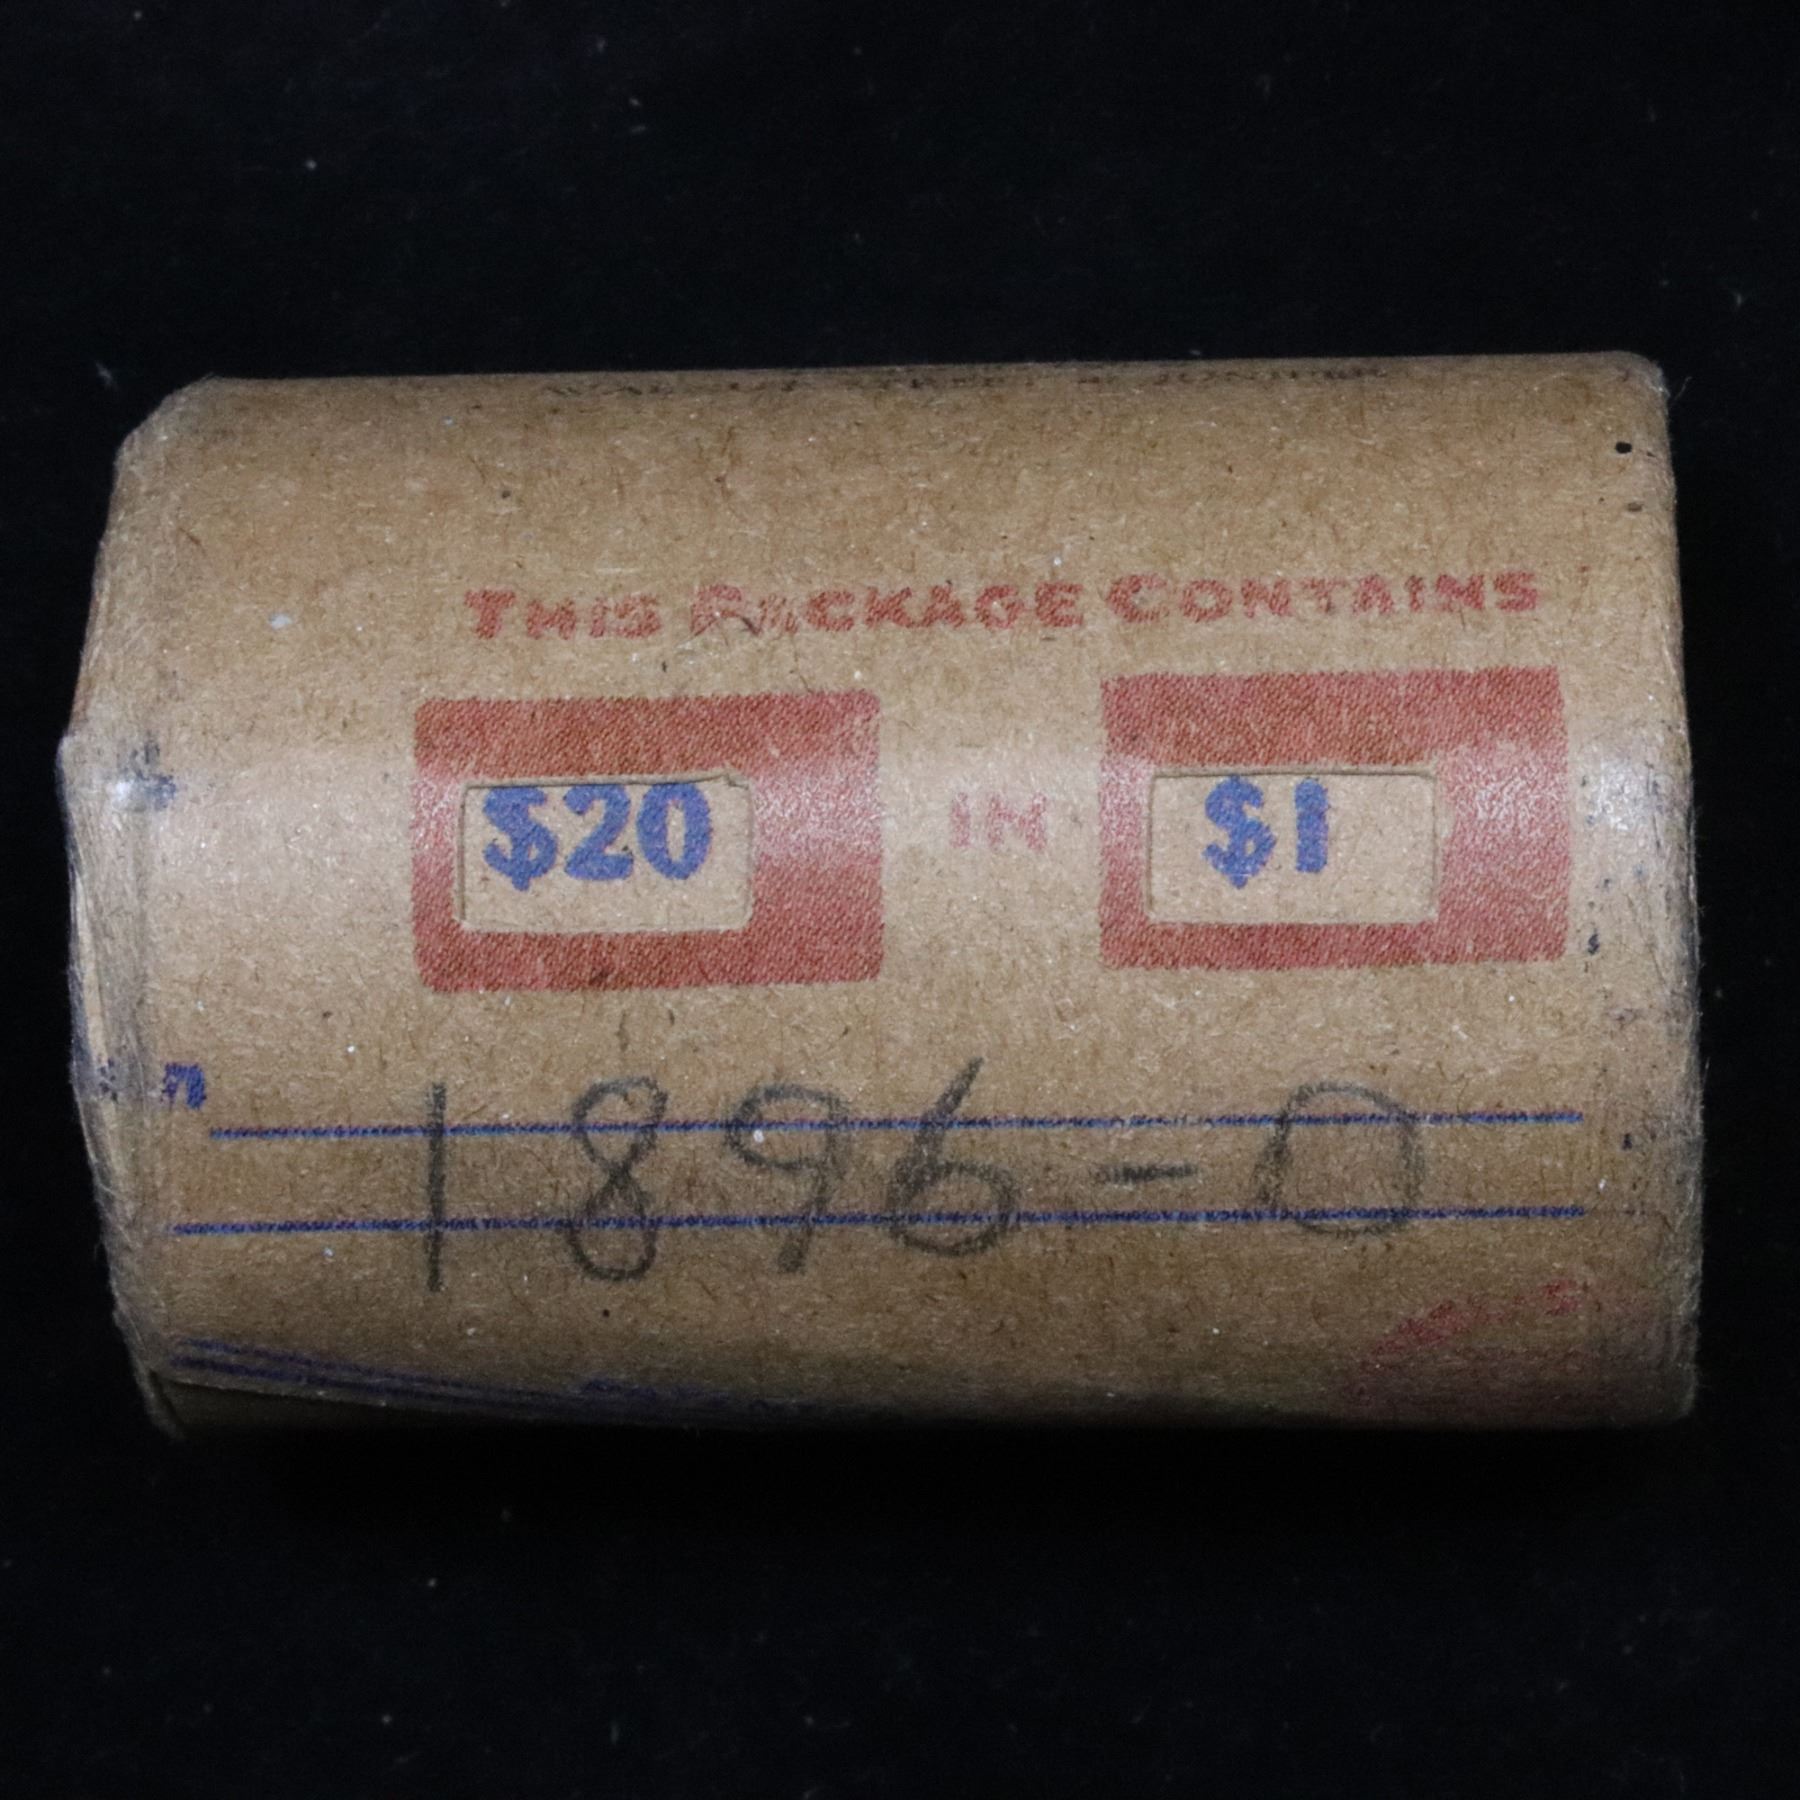 THIS PACKAGE CONTAINS
$20 IN $1
1896-O